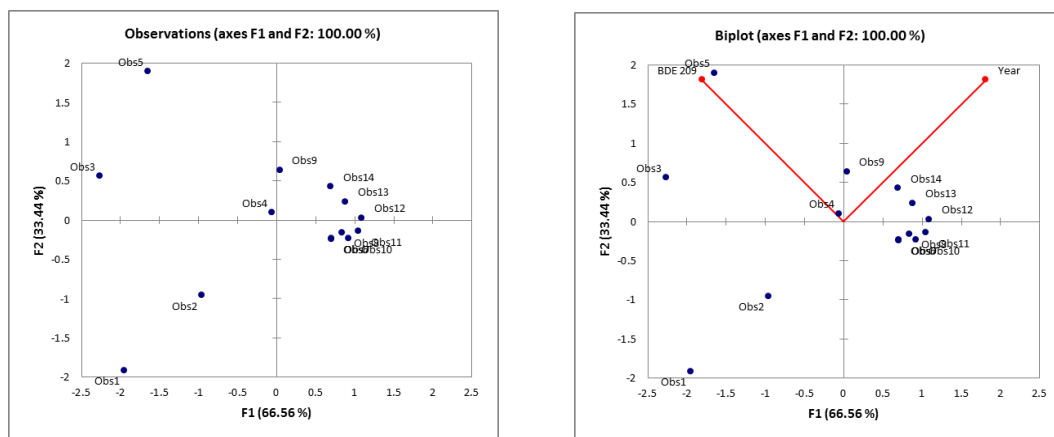 Observations (axes F1 and F2: 100.00 %)
Obs5
Obs3
Obs9
Obs14
Obs13
Obs4
Obs12
Obs11
Obs10
Obs2
Obs1
2
1.5
1
0.5
0
-0.5
-1
-1.5
-2
-2.5 -2 -1.5 -1 -0.5 0 0.5 1 1.5 2 2.5
F2 (33.44 %)
F1 (66.56 %)
Biplot (axes F1 and F2: 100.00 %)
Obs5
BDE 209
Year
Obs3
Obs9
Obs14
Obs13
Obs4
Obs12
Obs11
Obs10
Obs2
Obs1
2
1.5
1
0.5
0
-0.5
-1
-1.5
-2
-2.5 -2 -1.5 -1 -0.5 0 0.5 1 1.5 2 2.5
F2 (33.44 %)
F1 (66.56 %)